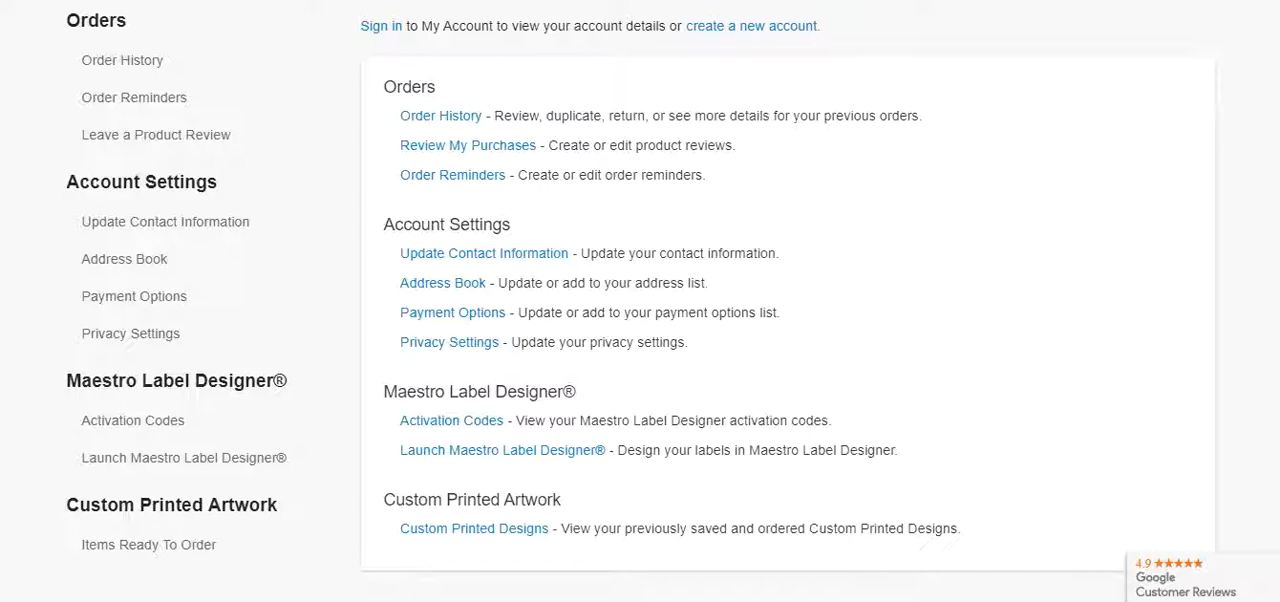 Orders
Order History
Order Reminders
Leave a Product Review
Account Settings
Update Contact Information
Address Book
Payment Options
Privacy Settings
Maestro Label Designer®
Activation Codes
Launch Maestro Label Designer®
Custom Printed Artwork
Items Ready To Order
Sign in to My Account to view your account details or create a new account.
Orders
Order History - Review, duplicate, return, or see more details for your previous orders.
Review My Purchases - Create or edit product reviews.
Order Reminders - Create or edit order reminders.
Account Settings
Update Contact Information - Update your contact information.
Address Book - Update or add to your address list.
Payment Options - Update or add to your payment options list.
Privacy Settings - Update your privacy settings.
Maestro Label Designer®
Activation Codes - View your Maestro Label Designer activation codes.
Launch Maestro Label Designer® - Design your labels in Maestro Label Designer.
Custom Printed Artwork
Custom Printed Designs - View your previously saved and ordered Custom Printed Designs.
4.9 ★★★★★
Google
Customer Reviews